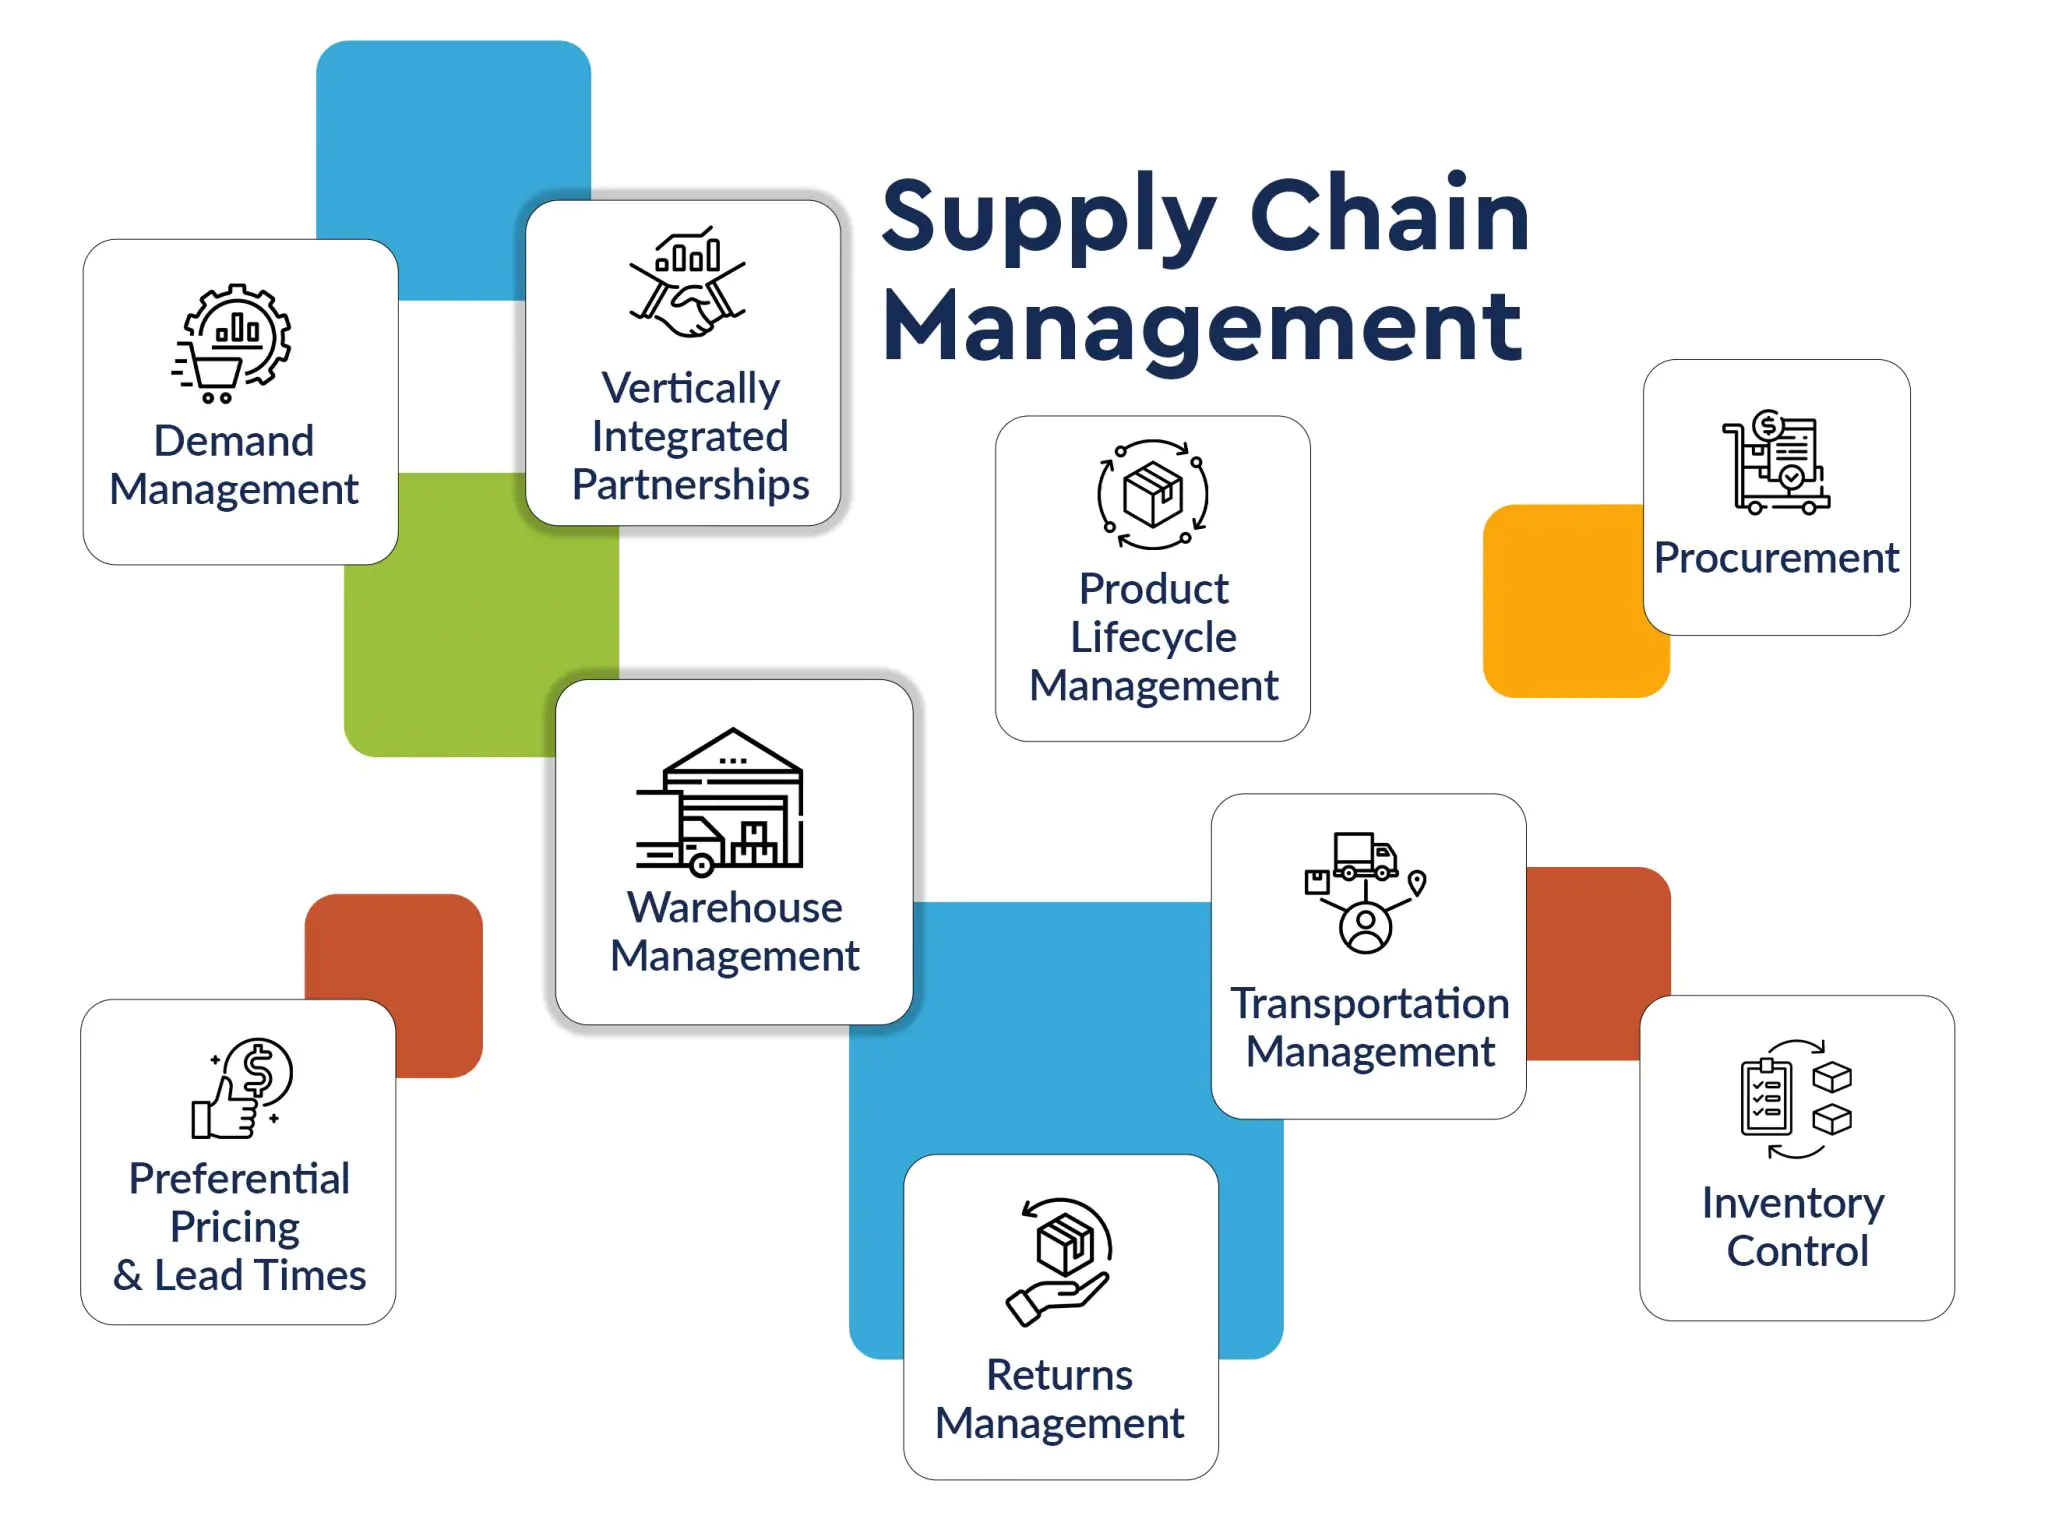 Supply Chain
Management
Demand
Management
Vertically
Integrated
Partnerships
Product
Lifecycle
Management
Procurement
Warehouse
Management
Transportation
Management
Preferential
Pricing
& Lead Times
Returns
Management
Inventory
Control